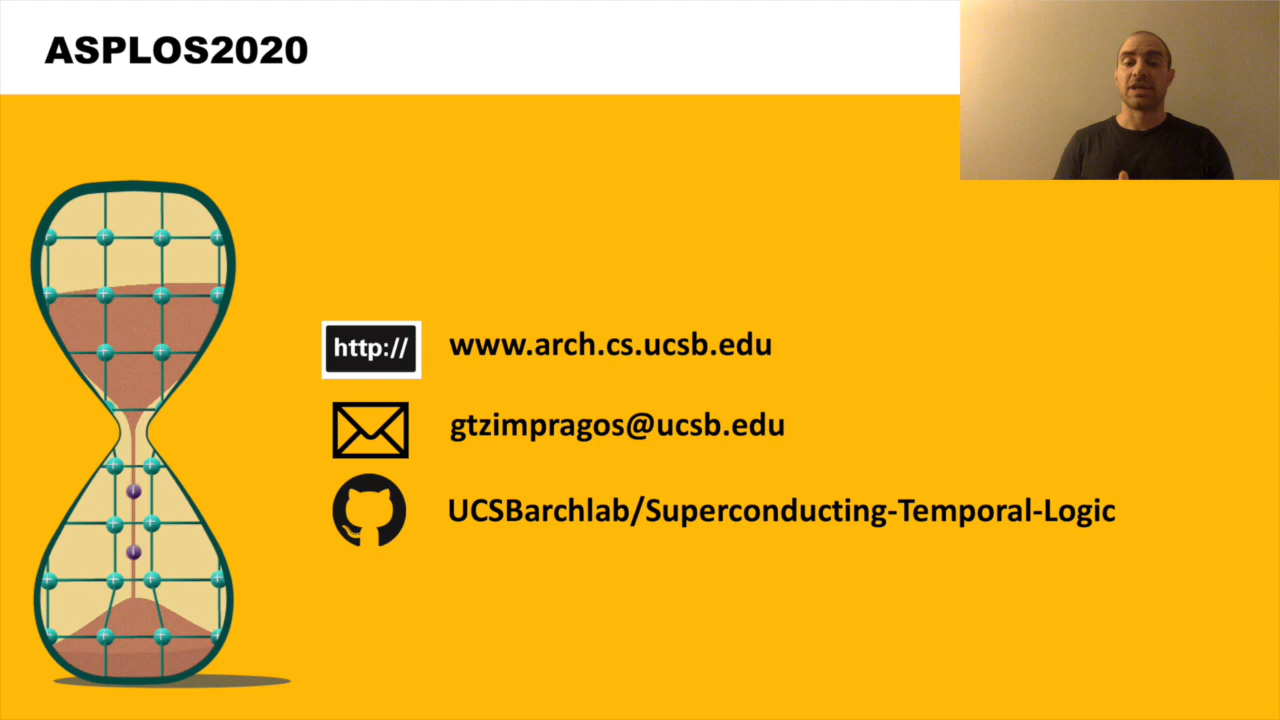 ASPLOS2020
http://
www.arch.cs.ucsb.edu
gtzimpragos@ucsb.edu
UCSBarchlab/Superconducting-Temporal-Logic